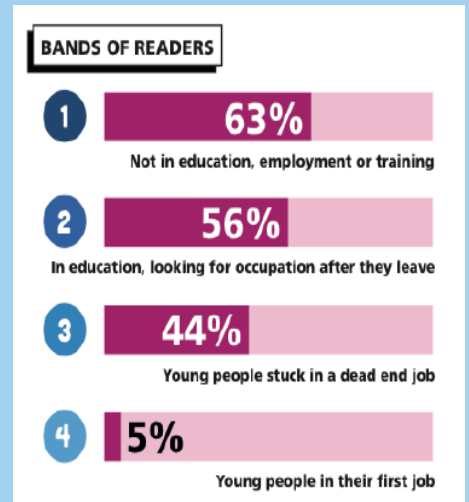 BANDS OF READERS
1
63%
Not in education, employment or training
2
56%
In education, looking for occupation after they leave
3
44%
Young people stuck in a dead end job
4
5%
Young people in their first job